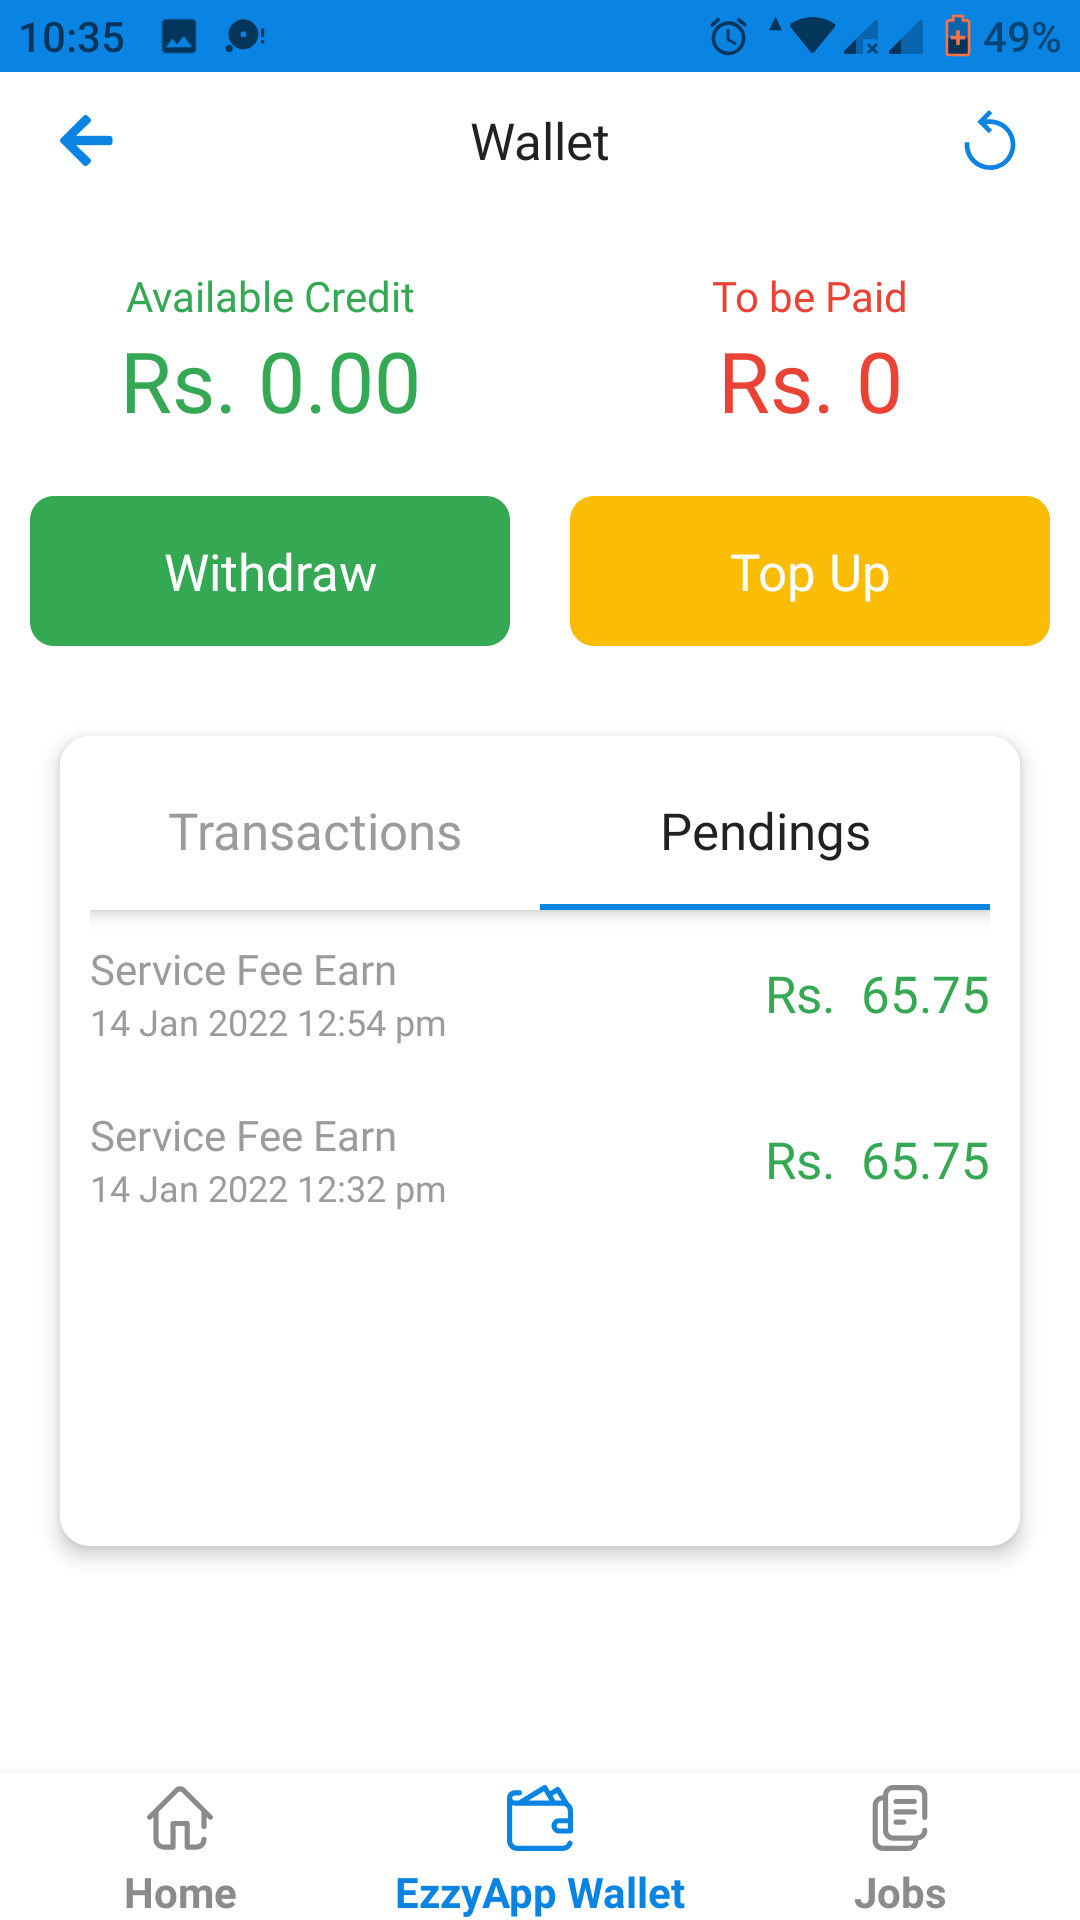 10:35 49%
Wallet
Available Credit To be Paid
Rs. 0.00 Rs. 0
Withdraw Top Up
Transactions Pendings
Service Fee Earn
14 Jan 2022 12:54 pm
Rs. 65.75
Service Fee Earn
14 Jan 2022 12:32 pm
Rs. 65.75
Home EzzyApp Wallet Jobs